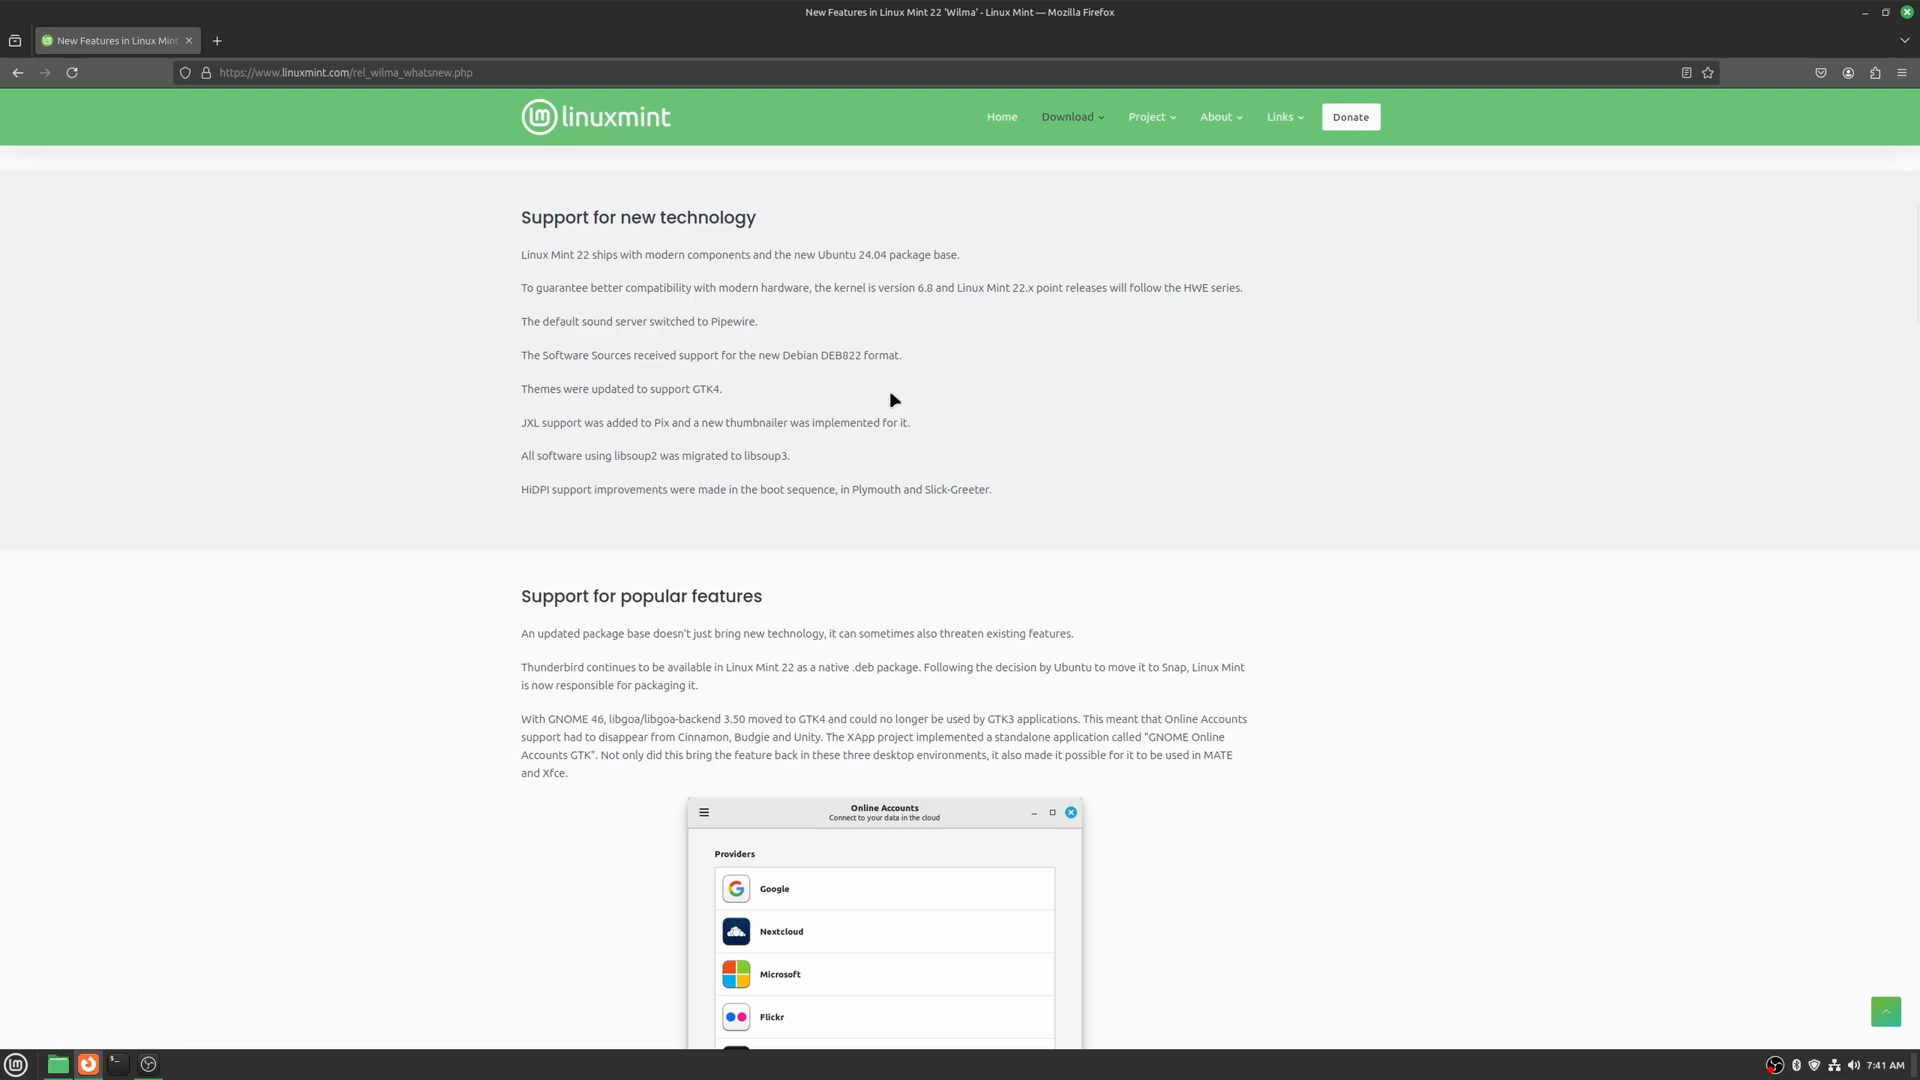 New Features in Linux Mint 22 'Wilma' - Linux Mint — Mozilla Firefox
New Features in Linux Mint
https://www.linuxmint.com/rel_wilma_whatsnew.php
linuxmint
Home
Download
Project
About
Links
Donate
Support for new technology
Linux Mint 22 ships with modern components and the new Ubuntu 24.04 package base.
To guarantee better compatibility with modern hardware, the kernel is version 6.8 and Linux Mint 22.x point releases will follow the HWE series.
The default sound server switched to Pipewire.
The Software Sources received support for the new Debian DEB822 format.
Themes were updated to support GTK4.
JXL support was added to Pix and a new thumbnailer was implemented for it.
All software using libsoup2 was migrated to libsoup3.
HiDPI support improvements were made in the boot sequence, in Plymouth and Slick-Greeter.
Support for popular features
An updated package base doesn't just bring new technology, it can sometimes also threaten existing features.
Thunderbird continues to be available in Linux Mint 22 as a native .deb package. Following the decision by Ubuntu to move it to Snap, Linux Mint
is now responsible for packaging it.
With GNOME 46, libgoa/libgoa-backend 3.50 moved to GTK4 and could no longer be used by GTK3 applications. This meant that Online Accounts
support had to disappear from Cinnamon, Budgie and Unity. The XApp project implemented a standalone application called "GNOME Online
Accounts GTK". Not only did this bring the feature back in these three desktop environments, it also made it possible for it to be used in MATE
and Xfce.
Online Accounts
Connect to your data in the cloud
Providers
Google
Nextcloud
Microsoft
Flickr
7:41 AM